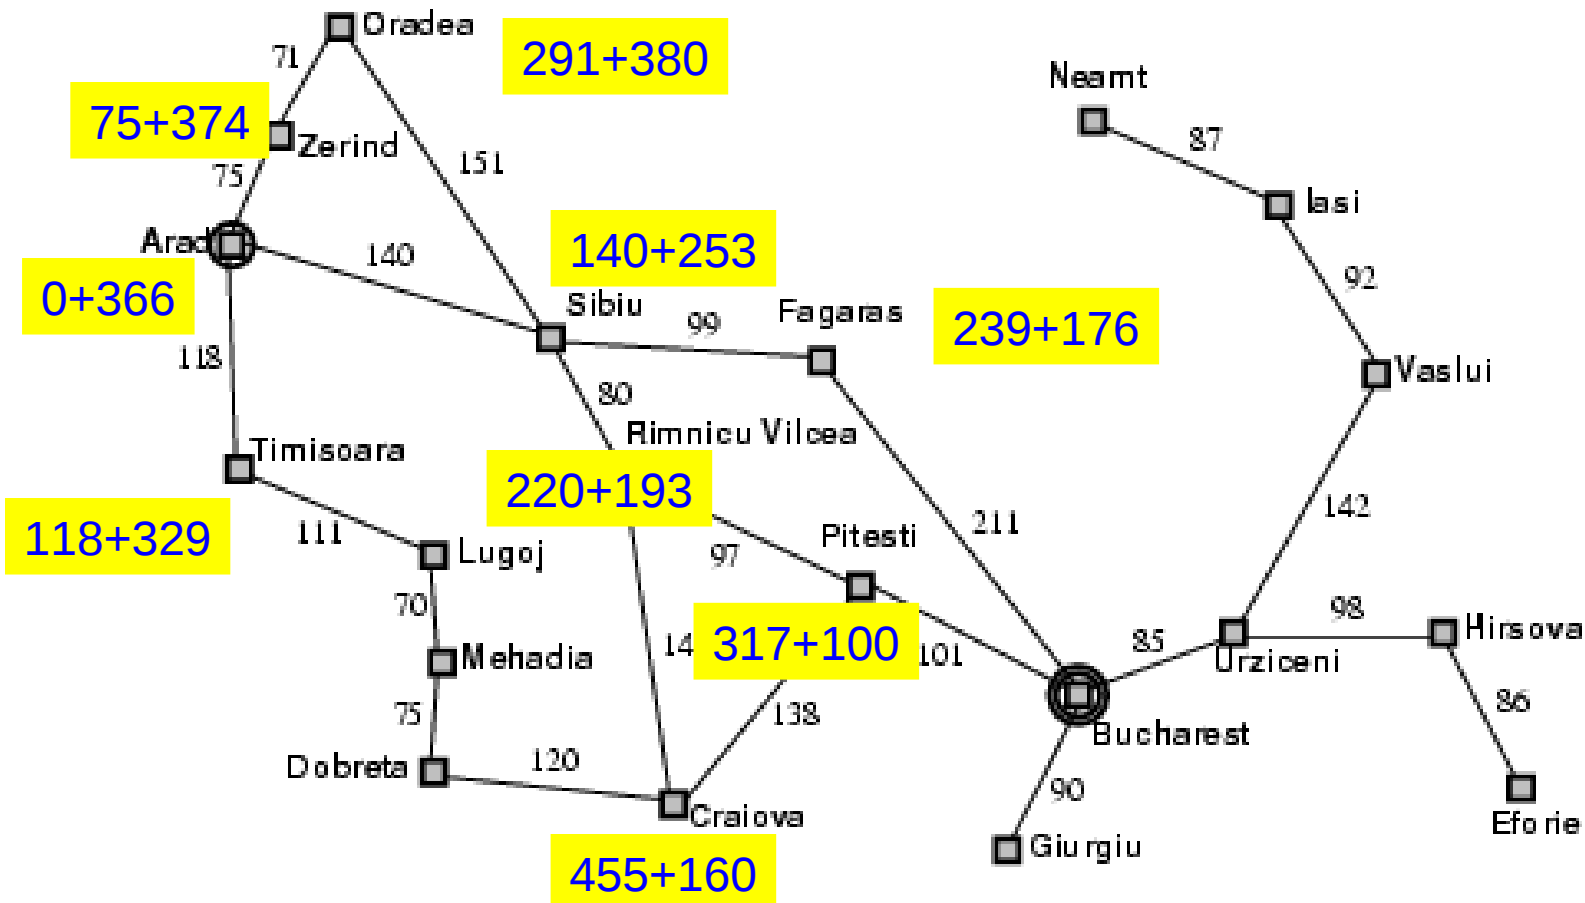 Oradea
291+380
71
Neamt
75+374
Zerind
87
151
75
Iasi
Arad
140
140+253
0+366
Sibiu
92
Fagaras
99
239+176
118
Vaslui
80
Rimnicu Vilcea
Timisoara
220+193
142
118+329
111
211
Pitesti
Lugoj
97
70
98
Hirsova
317+100
14
101
85
Urziceni
Mehadia
75
138
86
Bucharest
Dobreta
120
90
Craiova
Eforie
Giurgiu
455+160